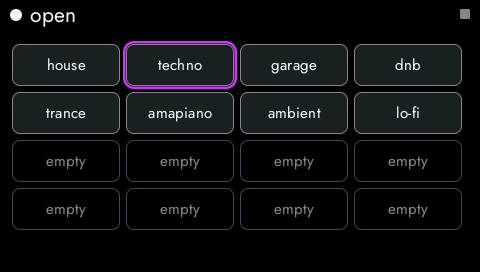 open
house techno garage dnb
trance amapiano ambient lo-fi
empty empty empty empty
empty empty empty empty